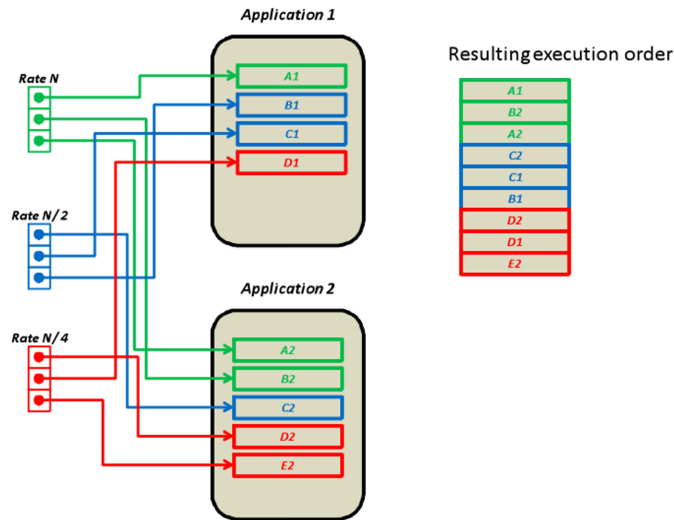 Application 1
Rate N
A1
B1
C1
D1
Rate N/2
Rate N/4
Application 2
A2
B2
C2
D2
E2
Resulting execution order
A1
B2
A2
C2
C1
B1
D2
D1
E2